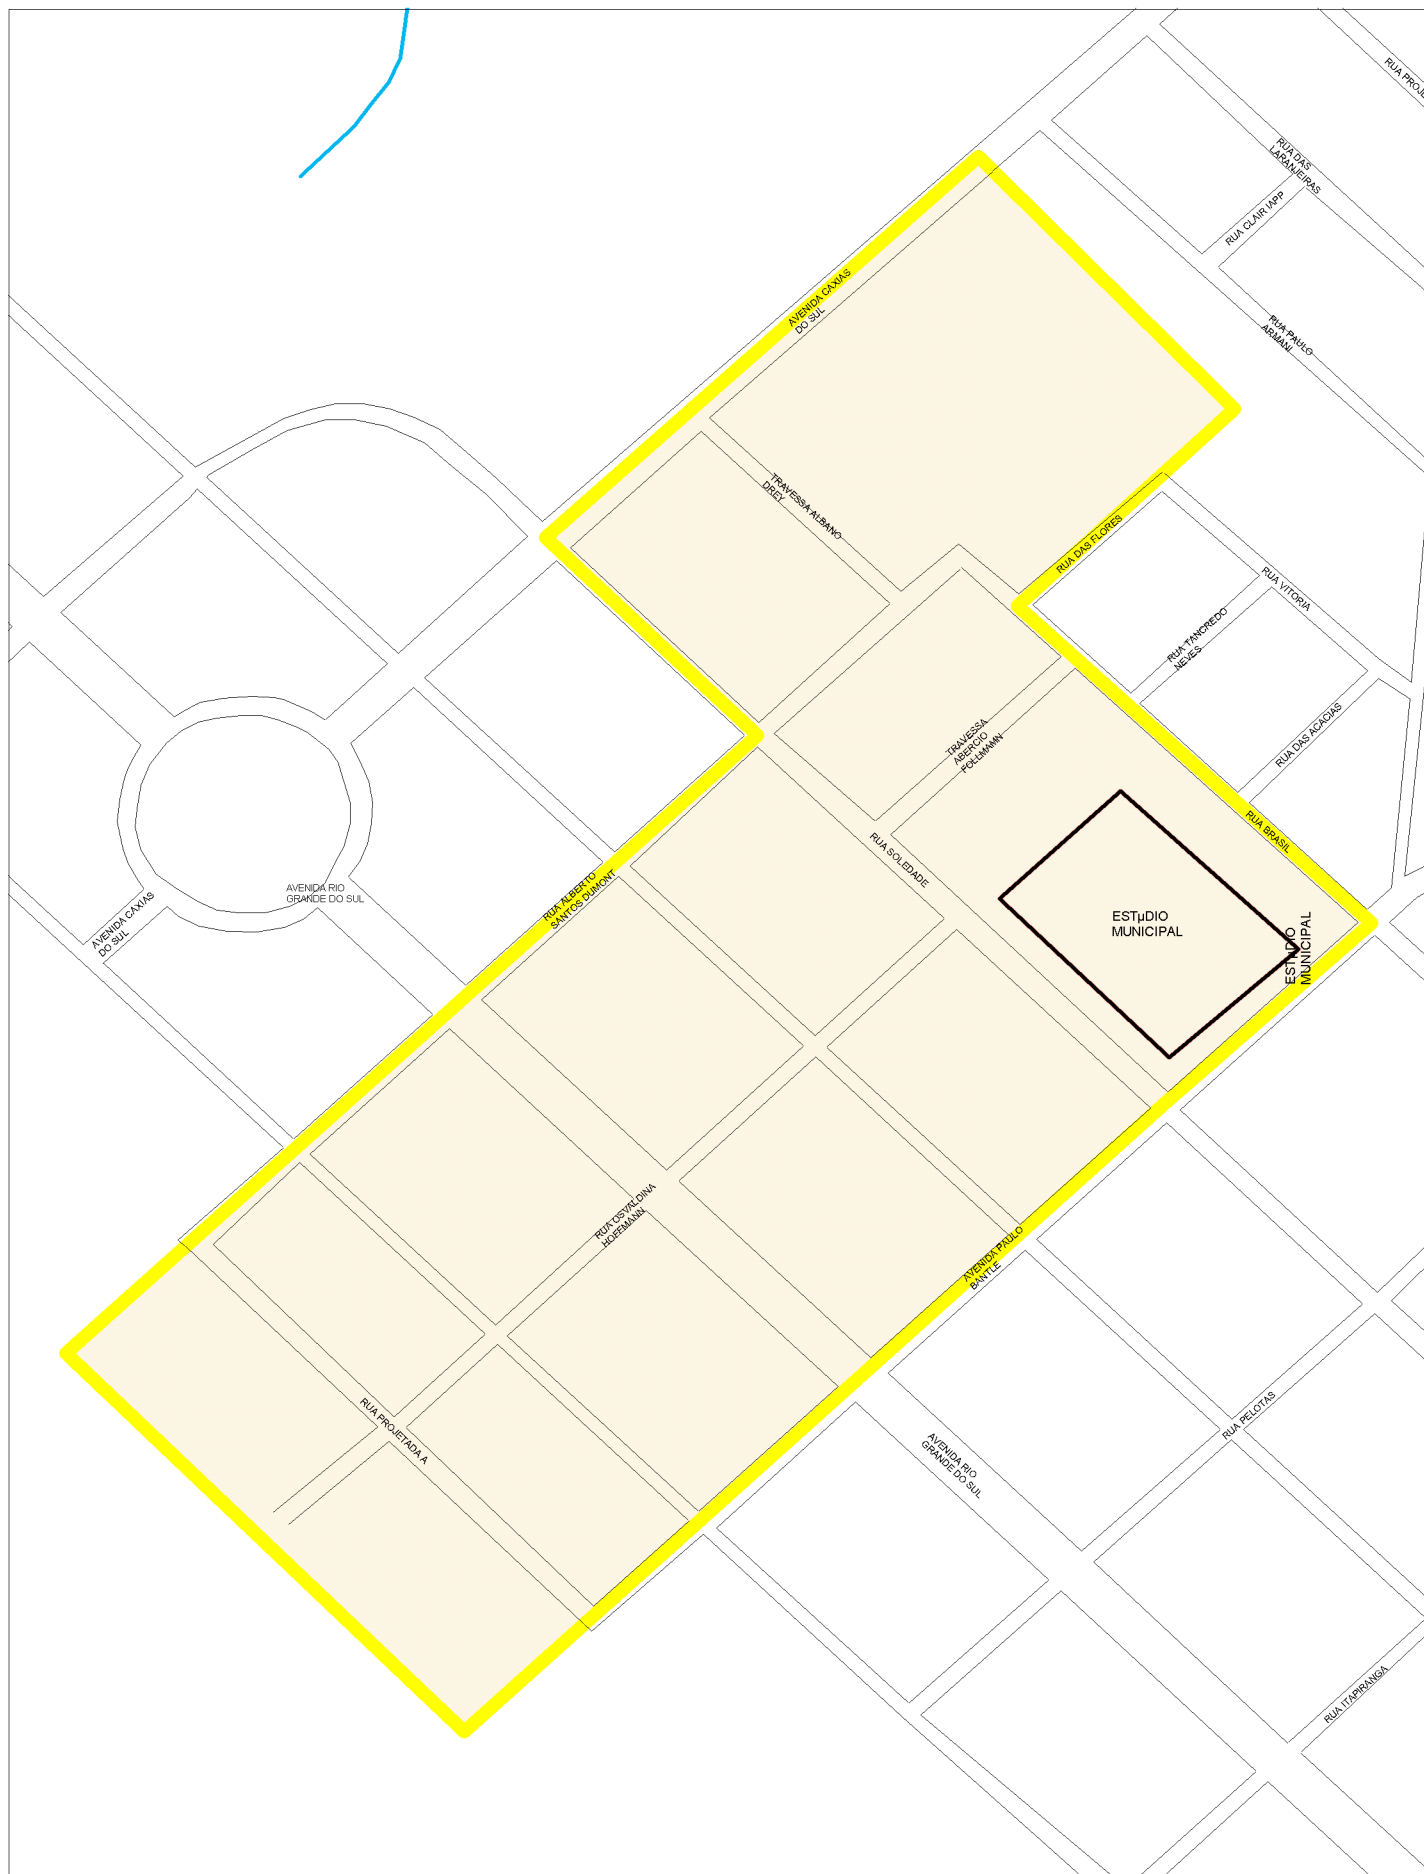 RUA PROJE
RUA DAS
LARANJEIRAS
RUA CLAIR IAPP
RUA PAULO
ARMANI
AVENIDA CAXIAS
DO SUL
TRAVESSA ALBANO
DREY
RUA DAS FLORES
RUA VITORIA
RUA TANCREDO
NEVES
RUA DAS ACACIAS
TRAVESSA
ABERCIO
FOLLMAMN
RUA BRASIL
RUA SOLEDADE
RUA ALBERTO
SANTOS DUMONT
AVENIDA RIO
GRANDE DO SUL
AVENIDA CAXIAS
DO SUL
ESTµDIO
MUNICIPAL
ESTµDIO
MUNICIPAL
RUA OSVALDINA
HOFFMANN
AVENIDA PAULO
BANTLE
RUA PROJETADA A
RUA PELOTAS
AVENIDA RIO
GRANDE DO SUL
RUA ITAPIRANGA